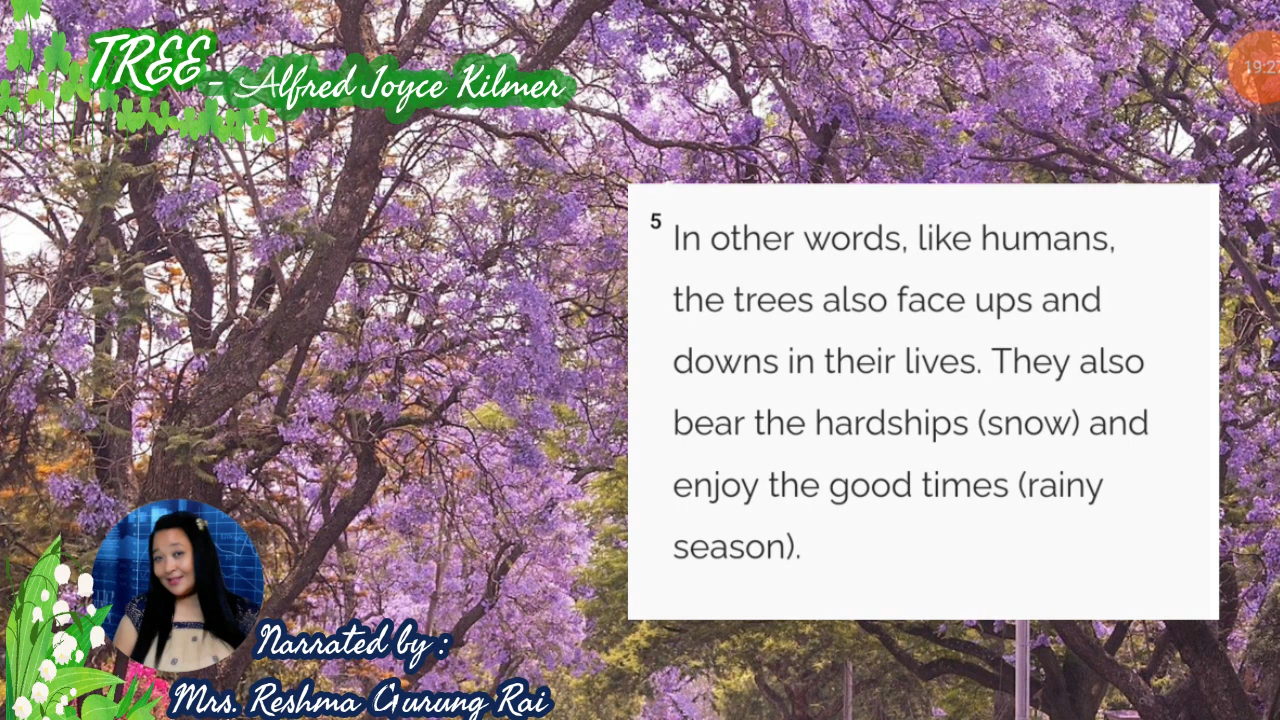 TREE - Alfred Joyce Kilmer
19:27
5 In other words, like humans,
the trees also face ups and
downs in their lives. They also
bear the hardships (snow) and
enjoy the good times (rainy
season).
Narrated by :
Mrs. Reshma Gurung Rai